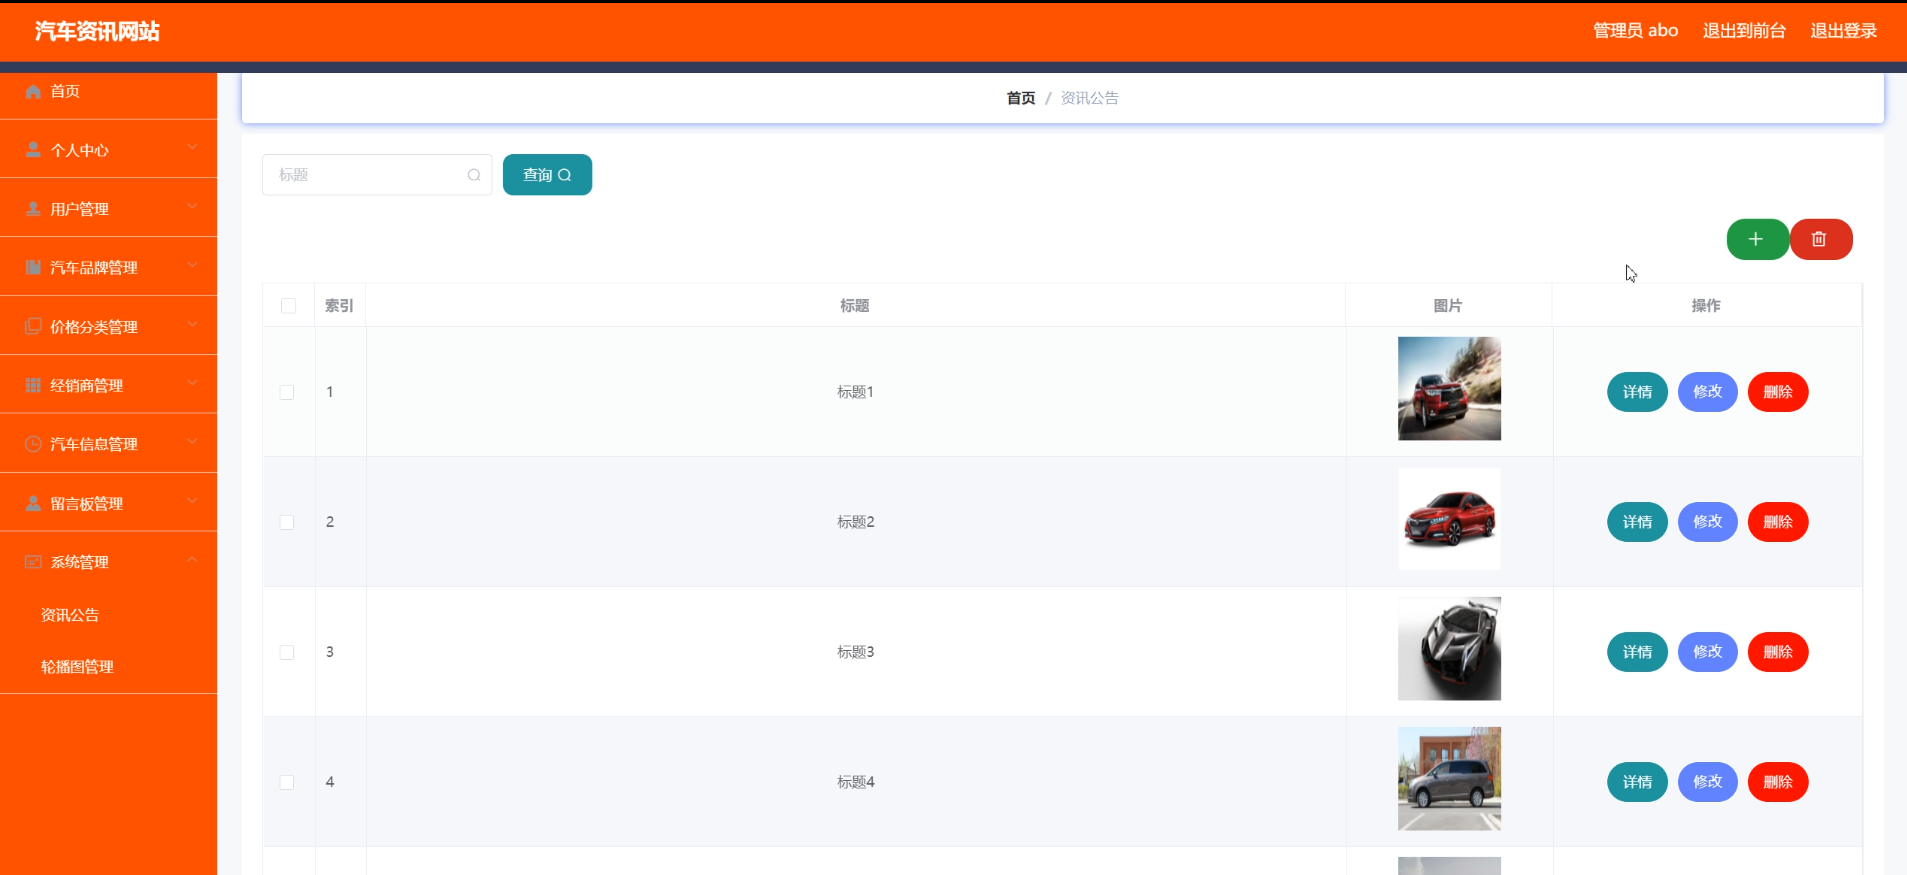 汽车资讯网站
管理员 abo 退出到前台 退出登录
首页
个人中心
用户管理
汽车品牌管理
价格分类管理
经销商管理
汽车信息管理
留言板管理
系统管理
资讯公告
轮播图管理
首页 / 资讯公告
标题 查询
索引 标题 图片 操作
1 标题1 详情 修改 删除
2 标题2 详情 修改 删除
3 标题3 详情 修改 删除
4 标题4 详情 修改 删除